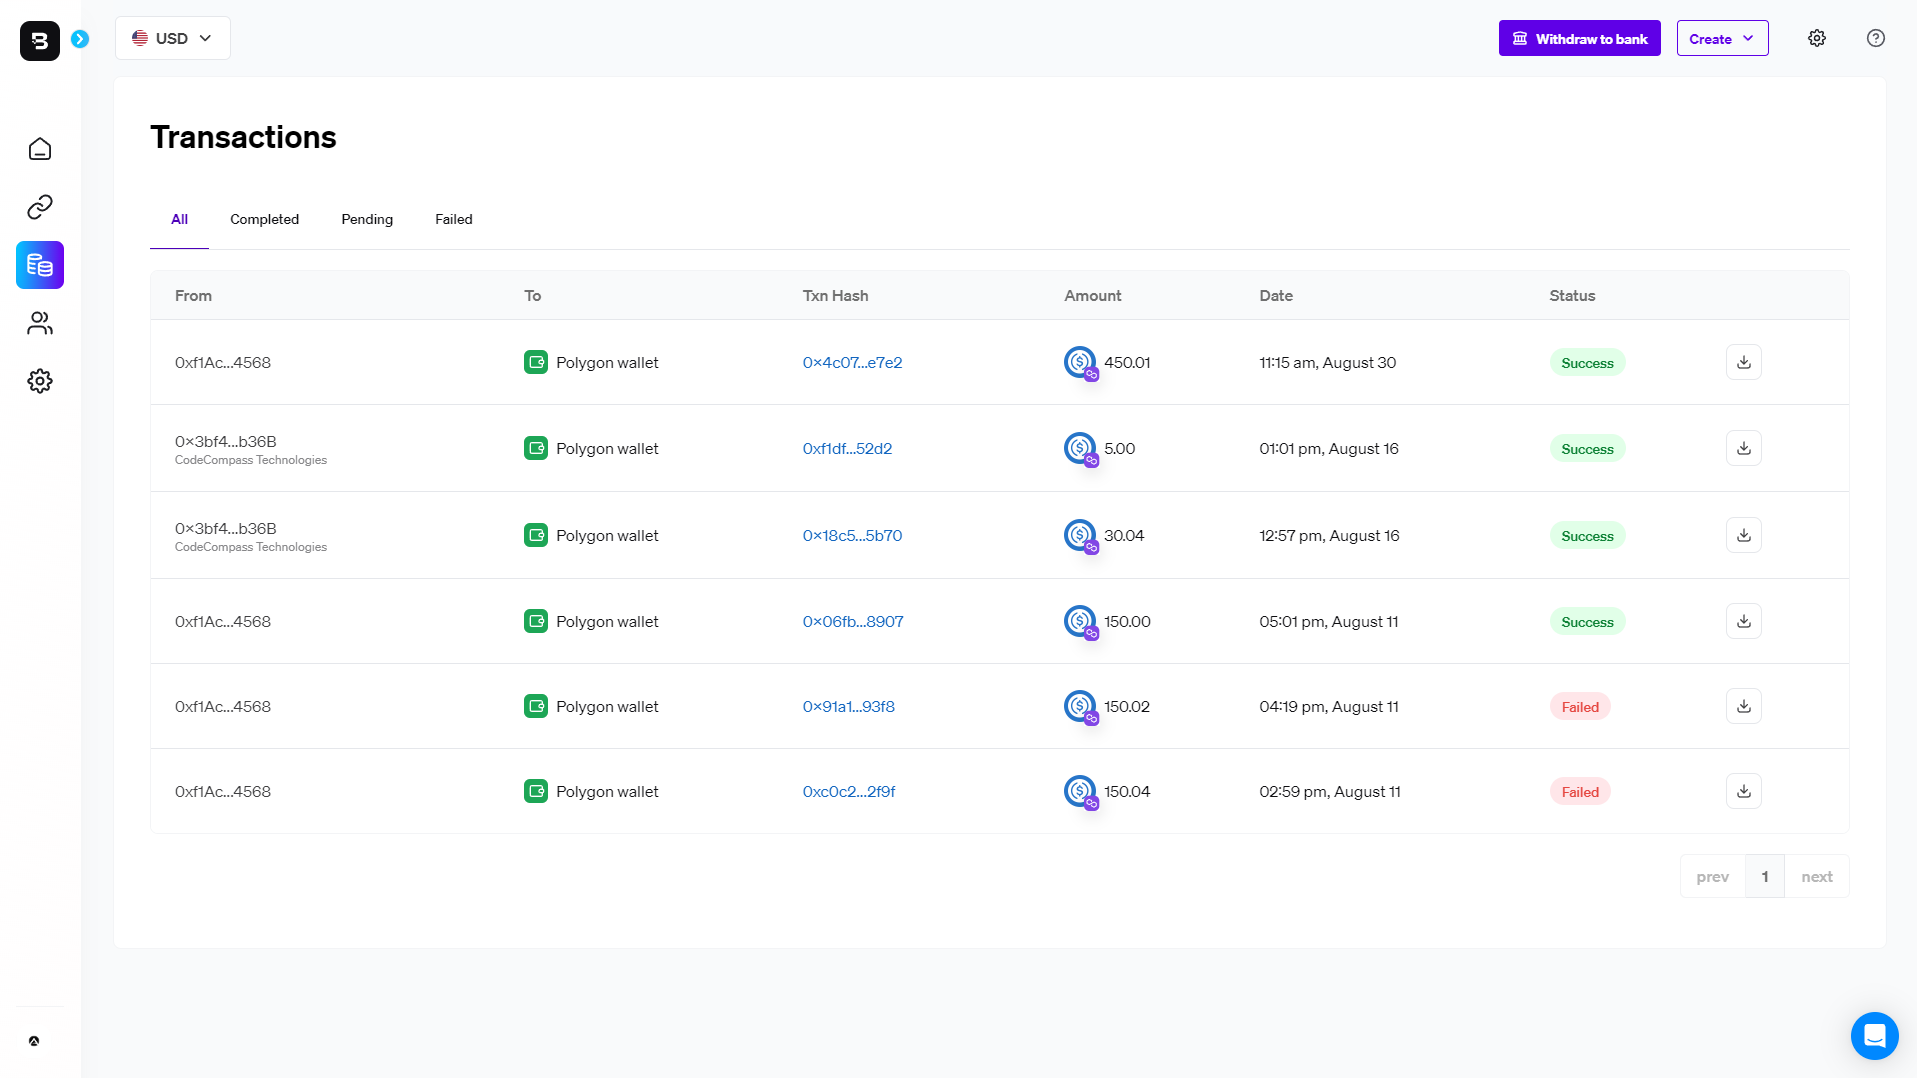 B
USD
Withdraw to bank
Create
Transactions
All Completed Pending Failed
From To Txn Hash Amount Date Status
0xf1Ac...4568 Polygon wallet 0x4c07...e7e2 450.01 11:15 am, August 30 Success
0x3bf4...b36B Polygon wallet 0xf1df...52d2 5.00 01:01 pm, August 16 Success
CodeCompass Technologies
0x3bf4...b36B Polygon wallet 0x18c5...5b70 30.04 12:57 pm, August 16 Success
CodeCompass Technologies
0xf1Ac...4568 Polygon wallet 0x06fb...8907 150.00 05:01 pm, August 11 Success
0xf1Ac...4568 Polygon wallet 0x91a1...93f8 150.02 04:19 pm, August 11 Failed
0xf1Ac...4568 Polygon wallet 0xc0c2...2f9f 150.04 02:59 pm, August 11 Failed
prev 1 next